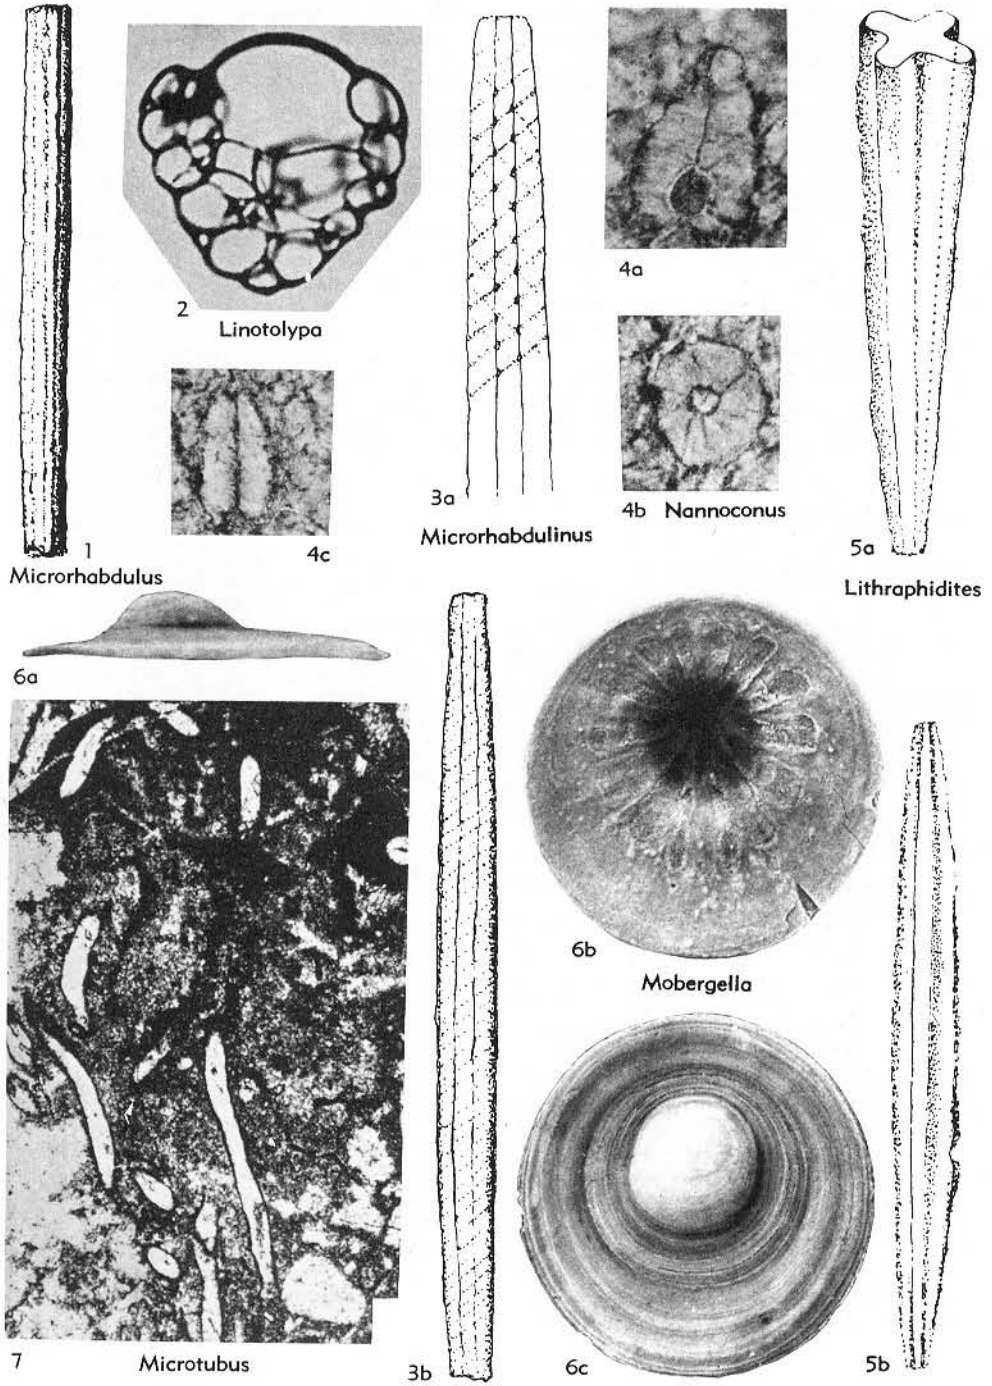 1
Microrhabdulus
2
Linotolypa
4c
3a
Microrhabdulinus
4a
4b Nannoconus
5a
Lithraphidites
6a
7 Microtubus
3b
6b
Mobergella
6c
5b